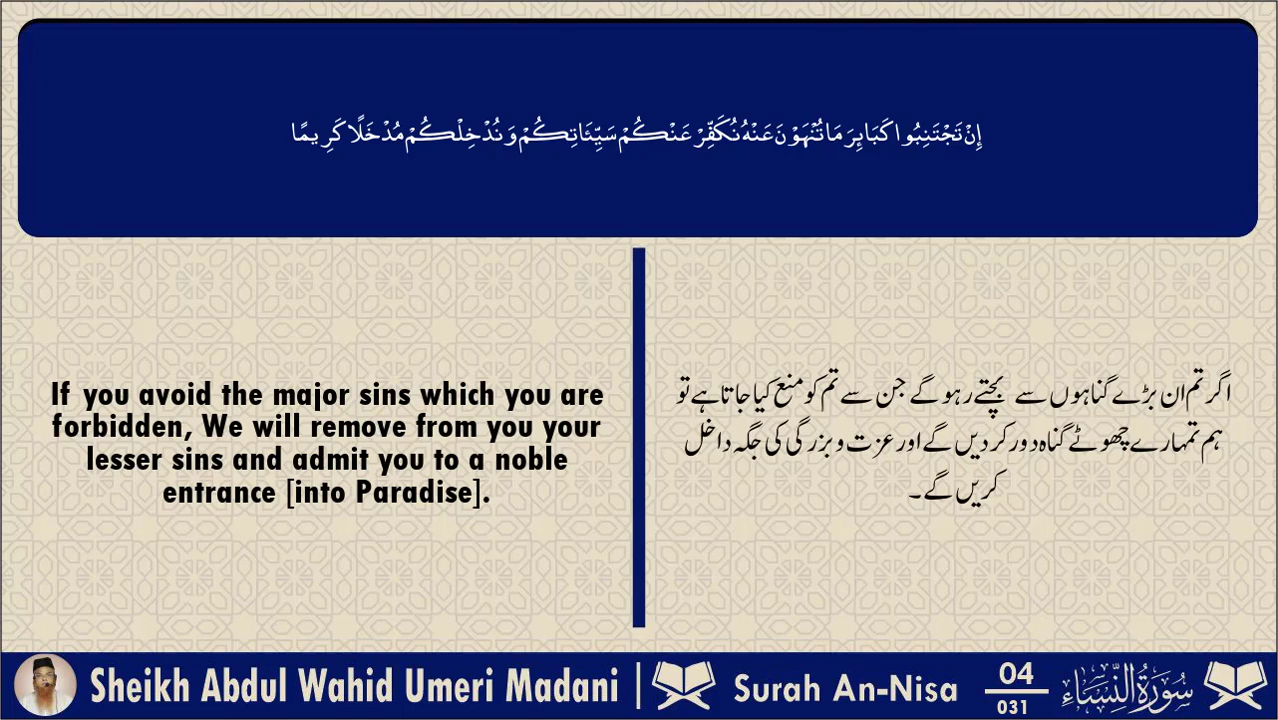 إِنْ تَجْتَنِبُوا كَبَائِرَ مَا تُنْهَوْنَ عَنْهُ نُكَفِّرْ عَنْكُمْ سَيِّئَاتِكُمْ وَنُدْخِلْكُمْ مُدْخَلًا كَرِيمًا
If you avoid the major sins which you are
forbidden, We will remove from you your
lesser sins and admit you to a noble
entrance [into Paradise].
اگر تم ان بڑے گناہوں سے بچتے رہو گے جن سے تم کو منع کیا جاتا ہے تو
ہم تمہارے چھوٹے گناہ دور کر دیں گے اور عزت و بزرگی کی جگہ داخل
کریں گے۔
Sheikh Abdul Wahid Umeri Madani
Surah An-Nisa
04
031
سُورَةُ النِّسَاء